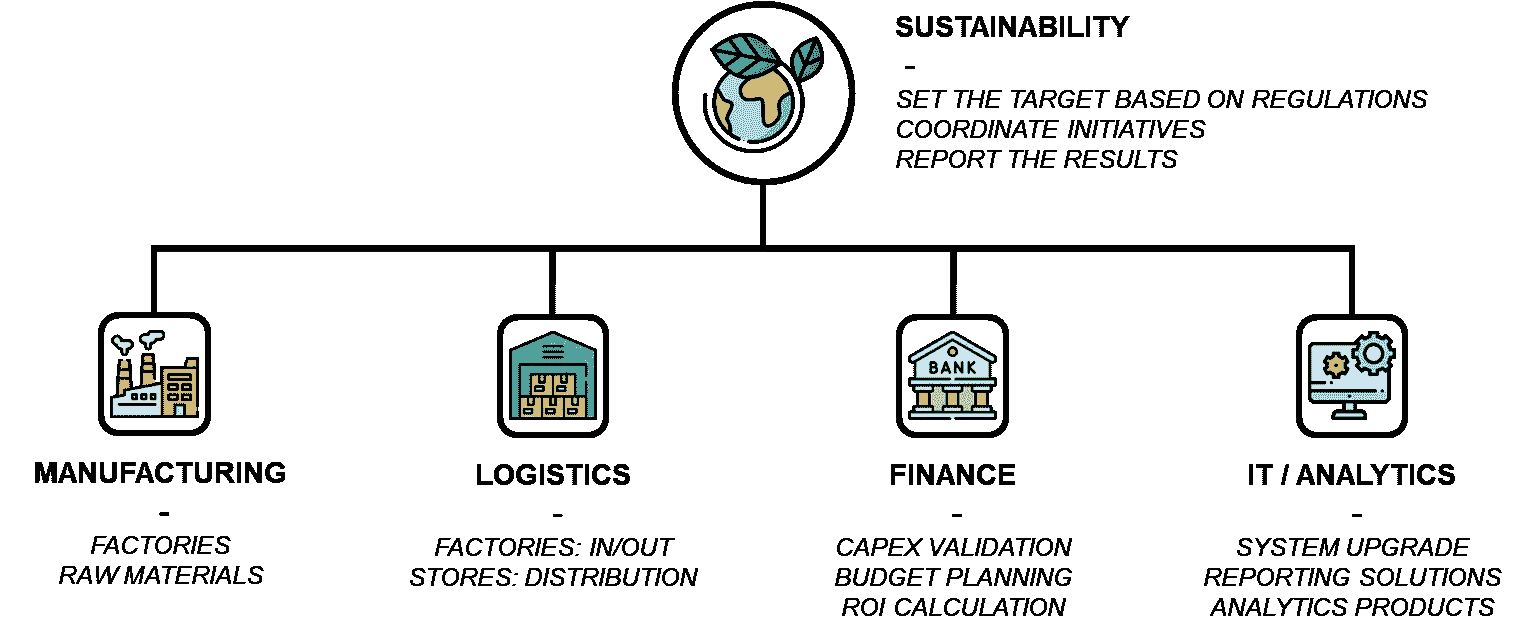 SUSTAINABILITY
-
SET THE TARGET BASED ON REGULATIONS
COORDINATE INITIATIVES
REPORT THE RESULTS
MANUFACTURING
-
FACTORIES
RAW MATERIALS
LOGISTICS
-
FACTORIES: IN/OUT
STORES: DISTRIBUTION
BANK
FINANCE
-
CAPEX VALIDATION
BUDGET PLANNING
ROI CALCULATION
IT / ANALYTICS
-
SYSTEM UPGRADE
REPORTING SOLUTIONS
ANALYTICS PRODUCTS